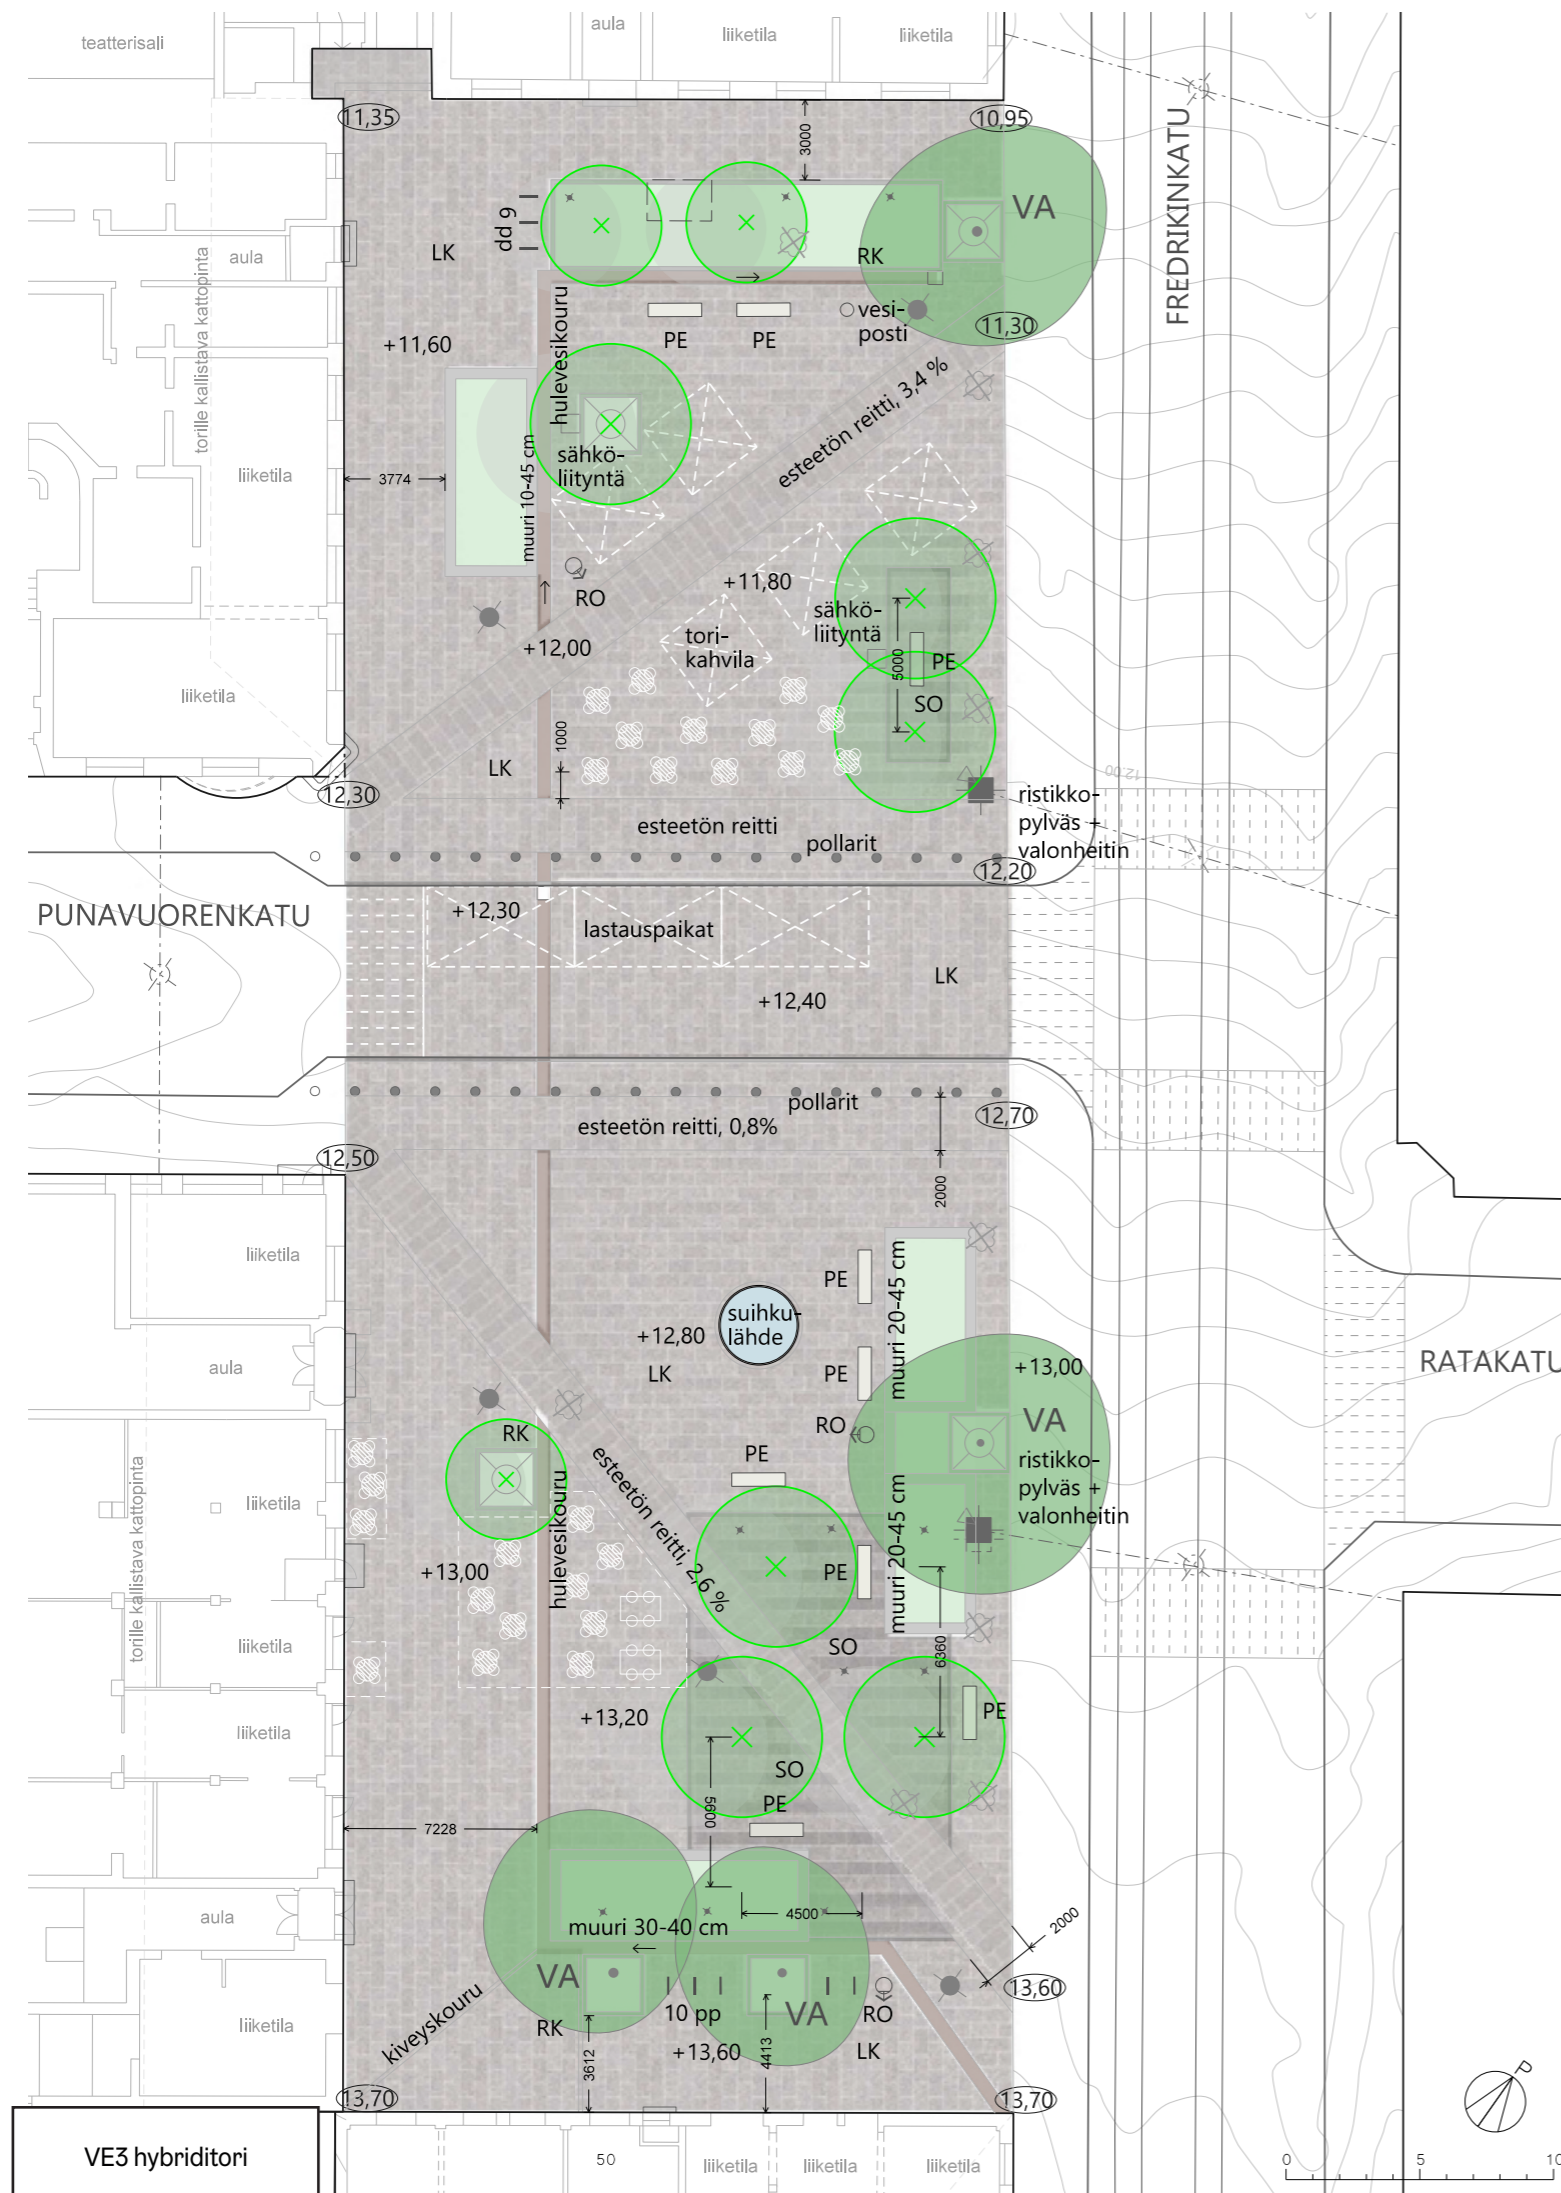 teatterisali
aula
liiketila
liiketila
11,35
10,95
3000
FREDRIKINKATU
VA
6 pp
LK
RK
torille kallistava kattopinta
aula
hulevesikouru
vesi-
posti
11,30
+11,60
PE
PE
esteetön reitti, 3,4 %
muuri 10-45 cm
sähkö-
liityntä
liiketila
3774
+11,80
RO
sähkö-
liityntä
tori-
kahvila
+12,00
5000
PE
SO
liiketila
1000
LK
12.00
12,30
ristikko-
pylväs +
valonheitin
esteetön reitti
pollarit
12,20
PUNAVUORENKATU
+12,30
lastauspaikat
LK
+12,40
pollarit
12,70
esteetön reitti, 0,8%
12,50
2000
liiketila
PE
muuri 20-45 cm
suihku-
lähde
+12,80
aula
LK
PE
+13,00
RATAKATU
RO
VA
RK
PE
ristikko-
pylväs +
valonheitin
esteetön reitti, 2,6 %
hulevesikouru
muuri 20-45 cm
liiketila
torille kallistava kattopinta
+13,00
PE
liiketila
SO
6360
PE
+13,20
liiketila
SO
PE
5600
7228
4500
aula
muuri 30-40 cm
2000
VA
13,60
kiveyskouru
10 pp
VA
RO
RK
liiketila
+13,60
LK
3612
4413
13,70
13,70
P
VE3 hybriditori
50
liiketila
liiketila
liiketila
0
5
10